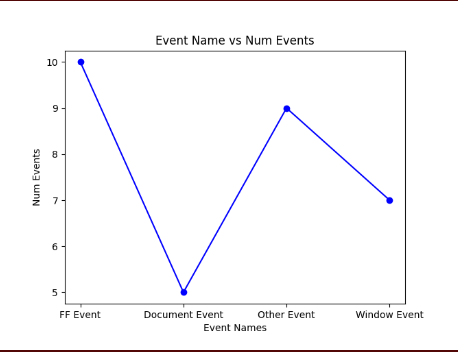 Event Name vs Num Events
10
9
8
7
6
5
Num Events
FF Event
Document Event
Other Event
Window Event
Event Names